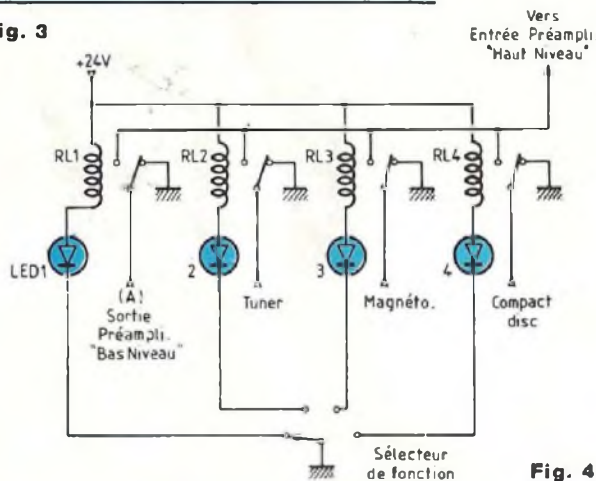 ig. 3
Vers
Entrée Préampli
"Haut Niveau"
+24V
RL1
RL2
RL3
RL4
LED1
2
3
4
(A)
Sortie
Préampli.
"Bas Niveau"
Tuner
Magnéto.
Compact
disc
Sélecteur
de fonction
Fig. 4